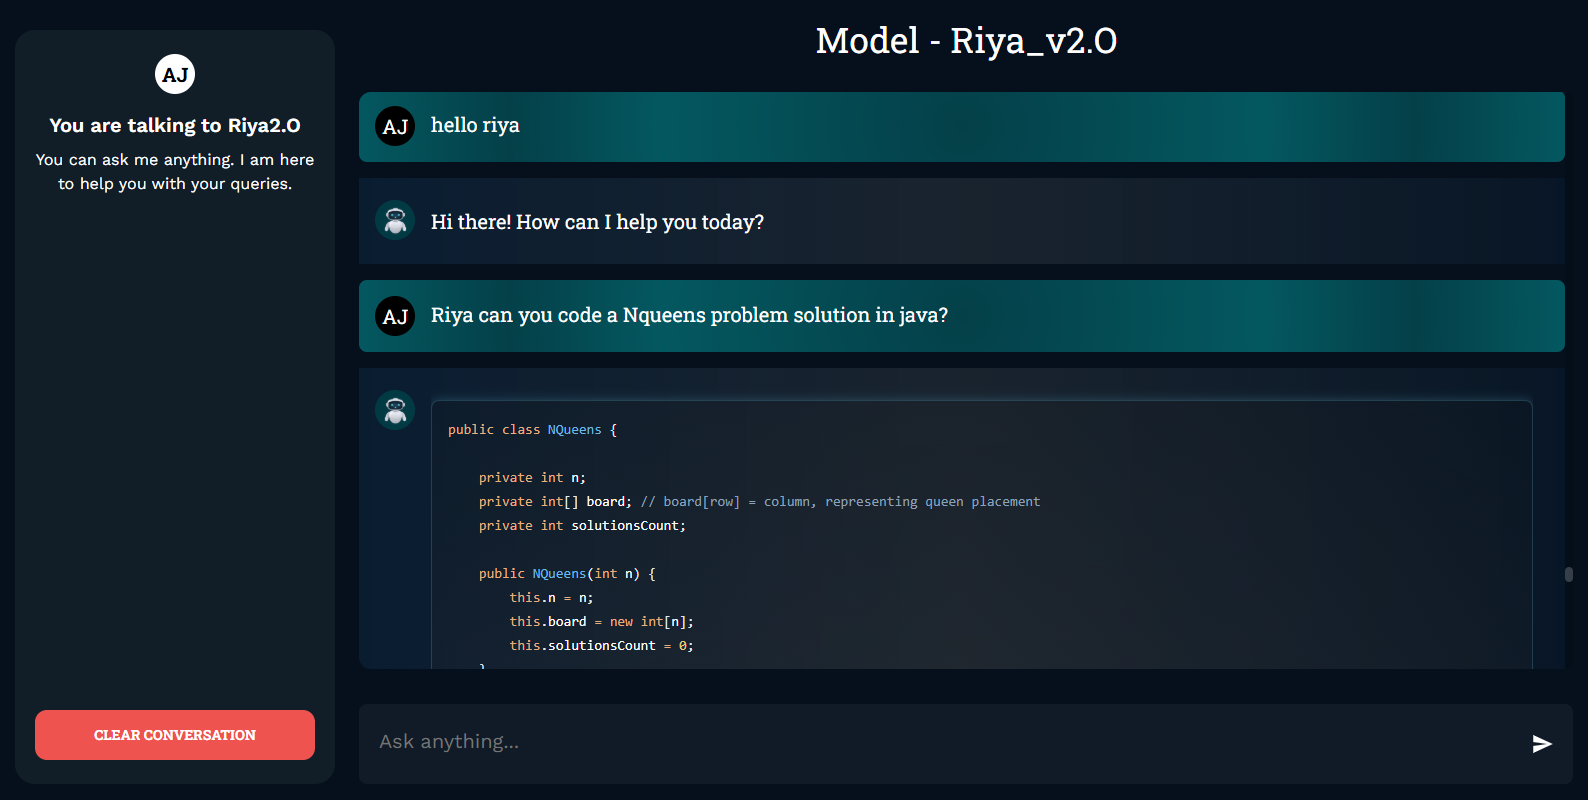 AJ
You are talking to Riya2.0
You can ask me anything. I am here
to help you with your queries.
CLEAR CONVERSATION
Model - Riya_v2.0
AJ hello riya
Hi there! How can I help you today?
AJ Riya can you code a Nqueens problem solution in java?
public class NQueens {
private int n;
private int[] board; // board[row] = column, representing queen placement
private int solutionsCount;
public NQueens(int n) {
this.n = n;
this.board = new int[n];
this.solutionsCount = 0;
}
Ask anything...